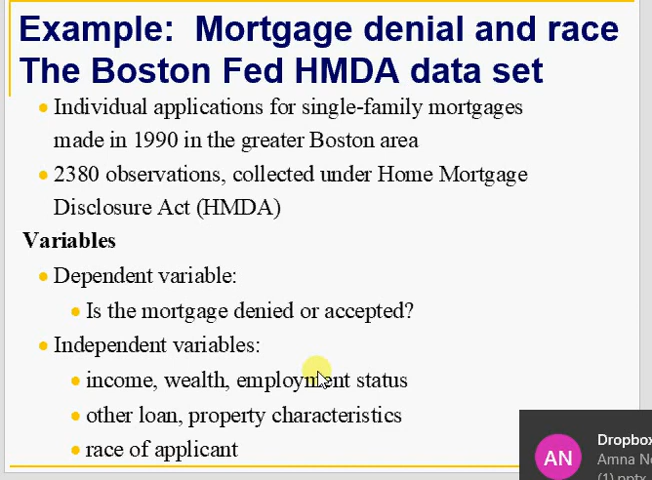 Example: Mortgage denial and race
The Boston Fed HMDA data set
Individual applications for single-family mortgages
made in 1990 in the greater Boston area
2380 observations, collected under Home Mortgage
Disclosure Act (HMDA)
Variables
Dependent variable:
Is the mortgage denied or accepted?
Independent variables:
income, wealth, employment status
other loan, property characteristics
race of applicant
AN
Dropbox
Amna